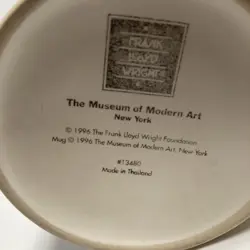 FRANK
LLOYD
WRIGHT
The Museum of Modern Art
New York
© 1996 The Frank Lloyd Wright Foundation
Mug © 1996 The Museum of Modern Art, New York
#13480
Made in Thailand